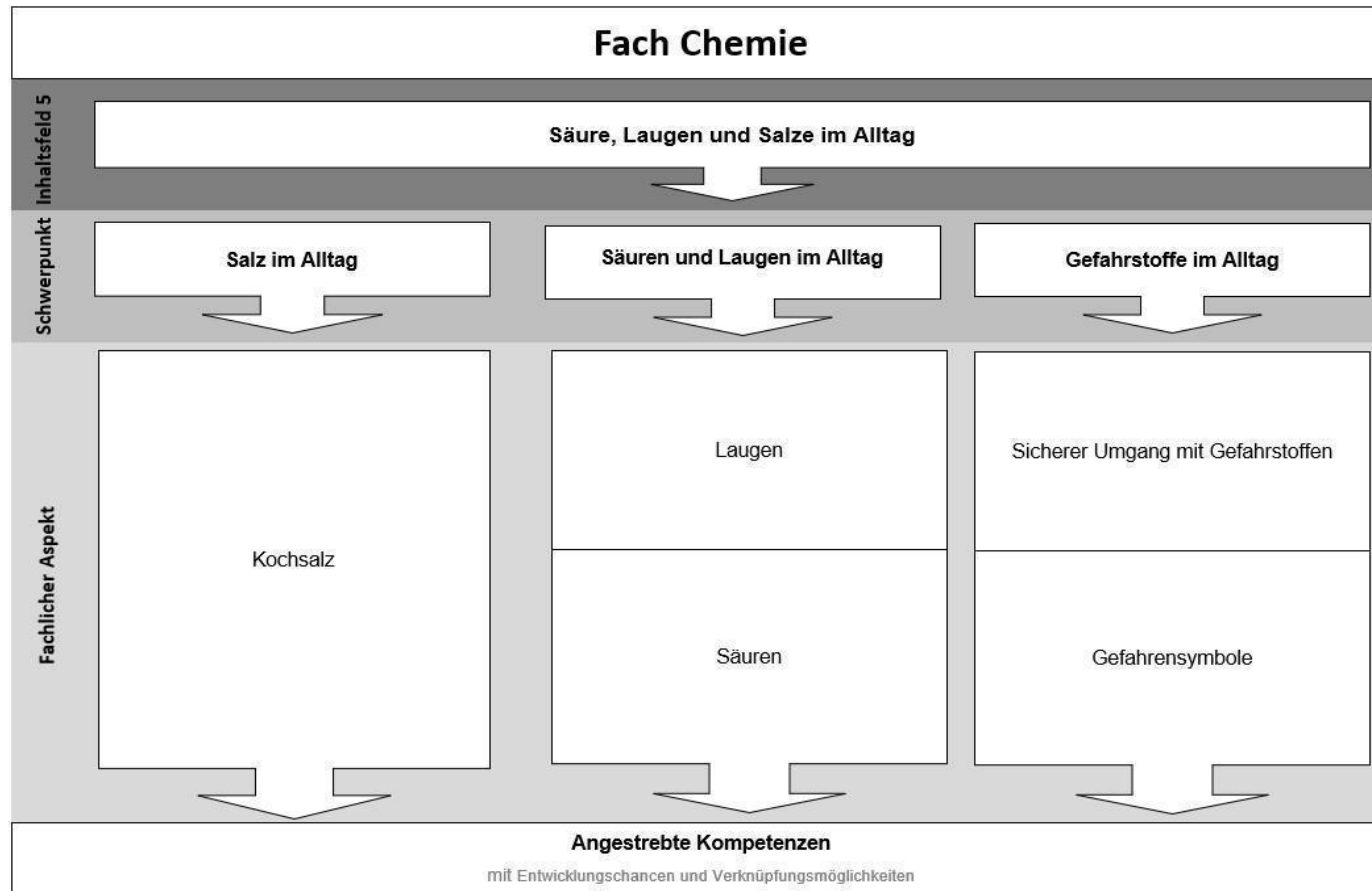 Fach Chemie
Inhaltsfeld 5
Säure, Laugen und Salze im Alltag
Schwerpunkt
Salz im Alltag
Säuren und Laugen im Alltag
Gefahrstoffe im Alltag
Fachlicher Aspekt
Kochsalz
Laugen
Säuren
Sicherer Umgang mit Gefahrstoffen
Gefahrensymbole
Angestrebte Kompetenzen
mit Entwicklungschancen und Verknüpfungsmöglichkeiten